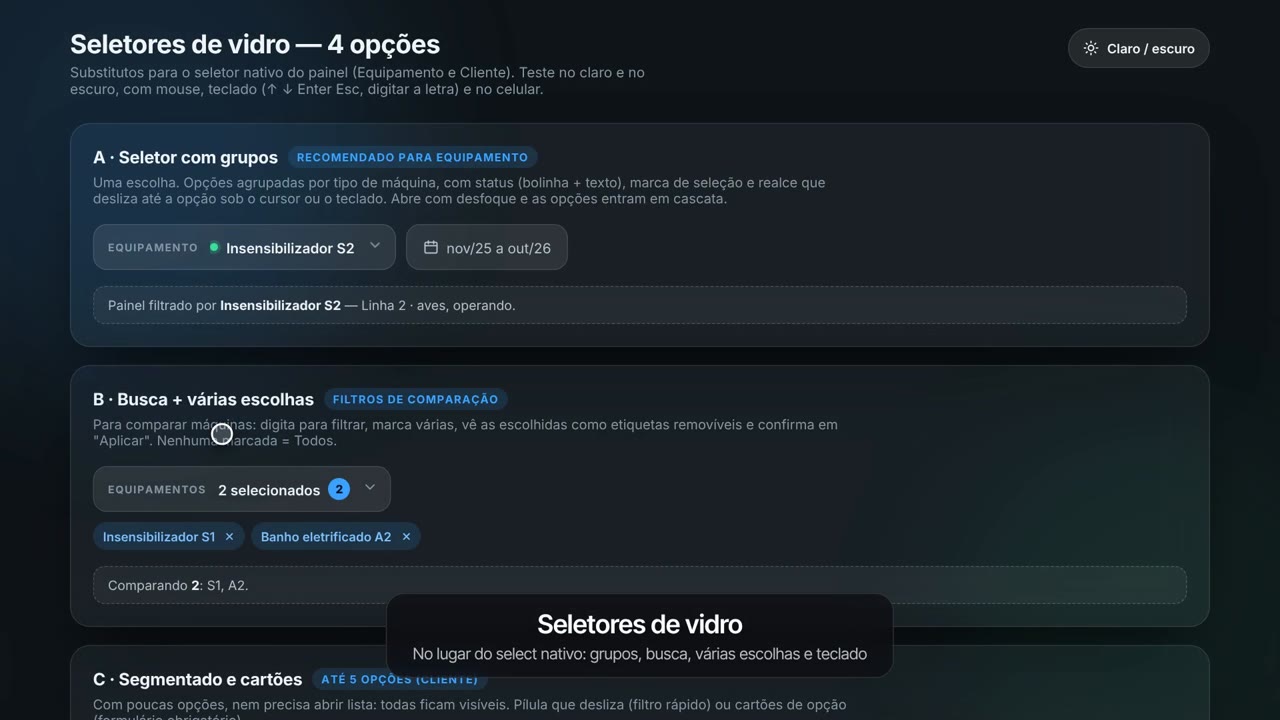 Seletores de vidro — 4 opções
Claro / escuro
Substitutos para o seletor nativo do painel (Equipamento e Cliente). Teste no claro e no
escuro, com mouse, teclado (↑ ↓ Enter Esc, digitar a letra) e no celular.
A · Seletor com grupos
RECOMENDADO PARA EQUIPAMENTO
Uma escolha. Opções agrupadas por tipo de máquina, com status (bolinha + texto), marca de seleção e realce que
desliza até a opção sob o cursor ou o teclado. Abre com desfoque e as opções entram em cascata.
EQUIPAMENTO Insensibilizador S2
nov/25 a out/26
Painel filtrado por Insensibilizador S2 — Linha 2 · aves, operando.
B · Busca + várias escolhas
FILTROS DE COMPARAÇÃO
Para comparar máquinas: digita para filtrar, marca várias, vê as escolhidas como etiquetas removíveis e confirma em
"Aplicar". Nenhuma marcada = Todos.
EQUIPAMENTOS 2 selecionados 2
Insensibilizador S1 ×
Banho eletrificado A2 ×
Comparando 2: S1, A2.
Seletores de vidro
No lugar do select nativo: grupos, busca, várias escolhas e teclado
C · Segmentado e cartões
ATÉ 5 OPÇÕES (CLIENTE)
Com poucas opções, nem precisa abrir lista: todas ficam visíveis. Pílula que desliza (filtro rápido) ou cartões de opção
(formulário obrigatório)